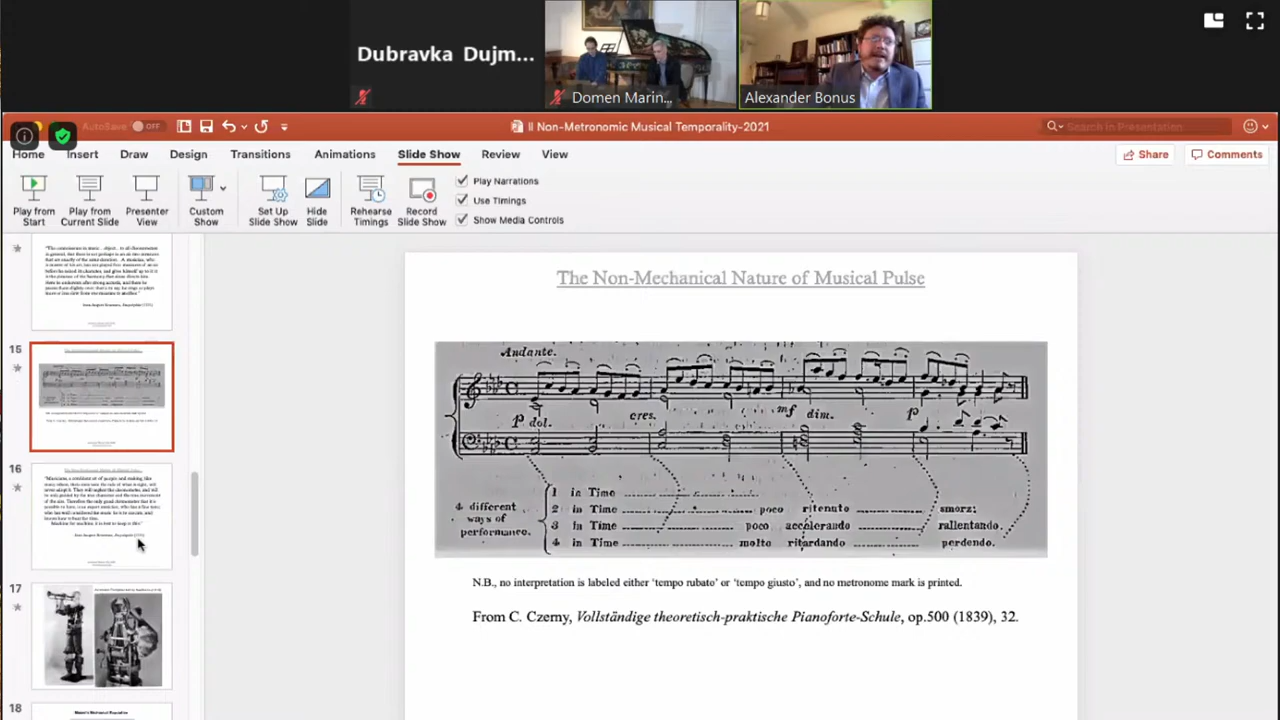 Dubravka Dujm...
Domen Marin...
Alexander Bonus
AutoSave OFF
II Non-Metronomic Musical Temporality-2021
Search in Presentation
Home Insert Draw Design Transitions Animations Slide Show Review View
Share Comments
Play from Start
Play from Current Slide
Presenter View
Custom Show
Set Up Slide Show
Hide Slide
Rehearse Timings
Record Slide Show
Play Narrations
Use Timings
Show Media Controls
15
16
17
18
The Non-Mechanical Nature of Musical Pulse
Andante.
p dol. cres. mf dim. p
4 different ways of performance.
1 in Time
2 in Time poco ritenuto smorz:
3 in Time poco accelerando rallentando
4 in Time molto ritardando perdendo.
N.B., no interpretation is labeled either ‘tempo rubato’ or ‘tempo giusto’, and no metronome mark is printed.
From C. Czerny, Vollständige theoretisch-praktische Pianoforte-Schule, op.500 (1839), 32.